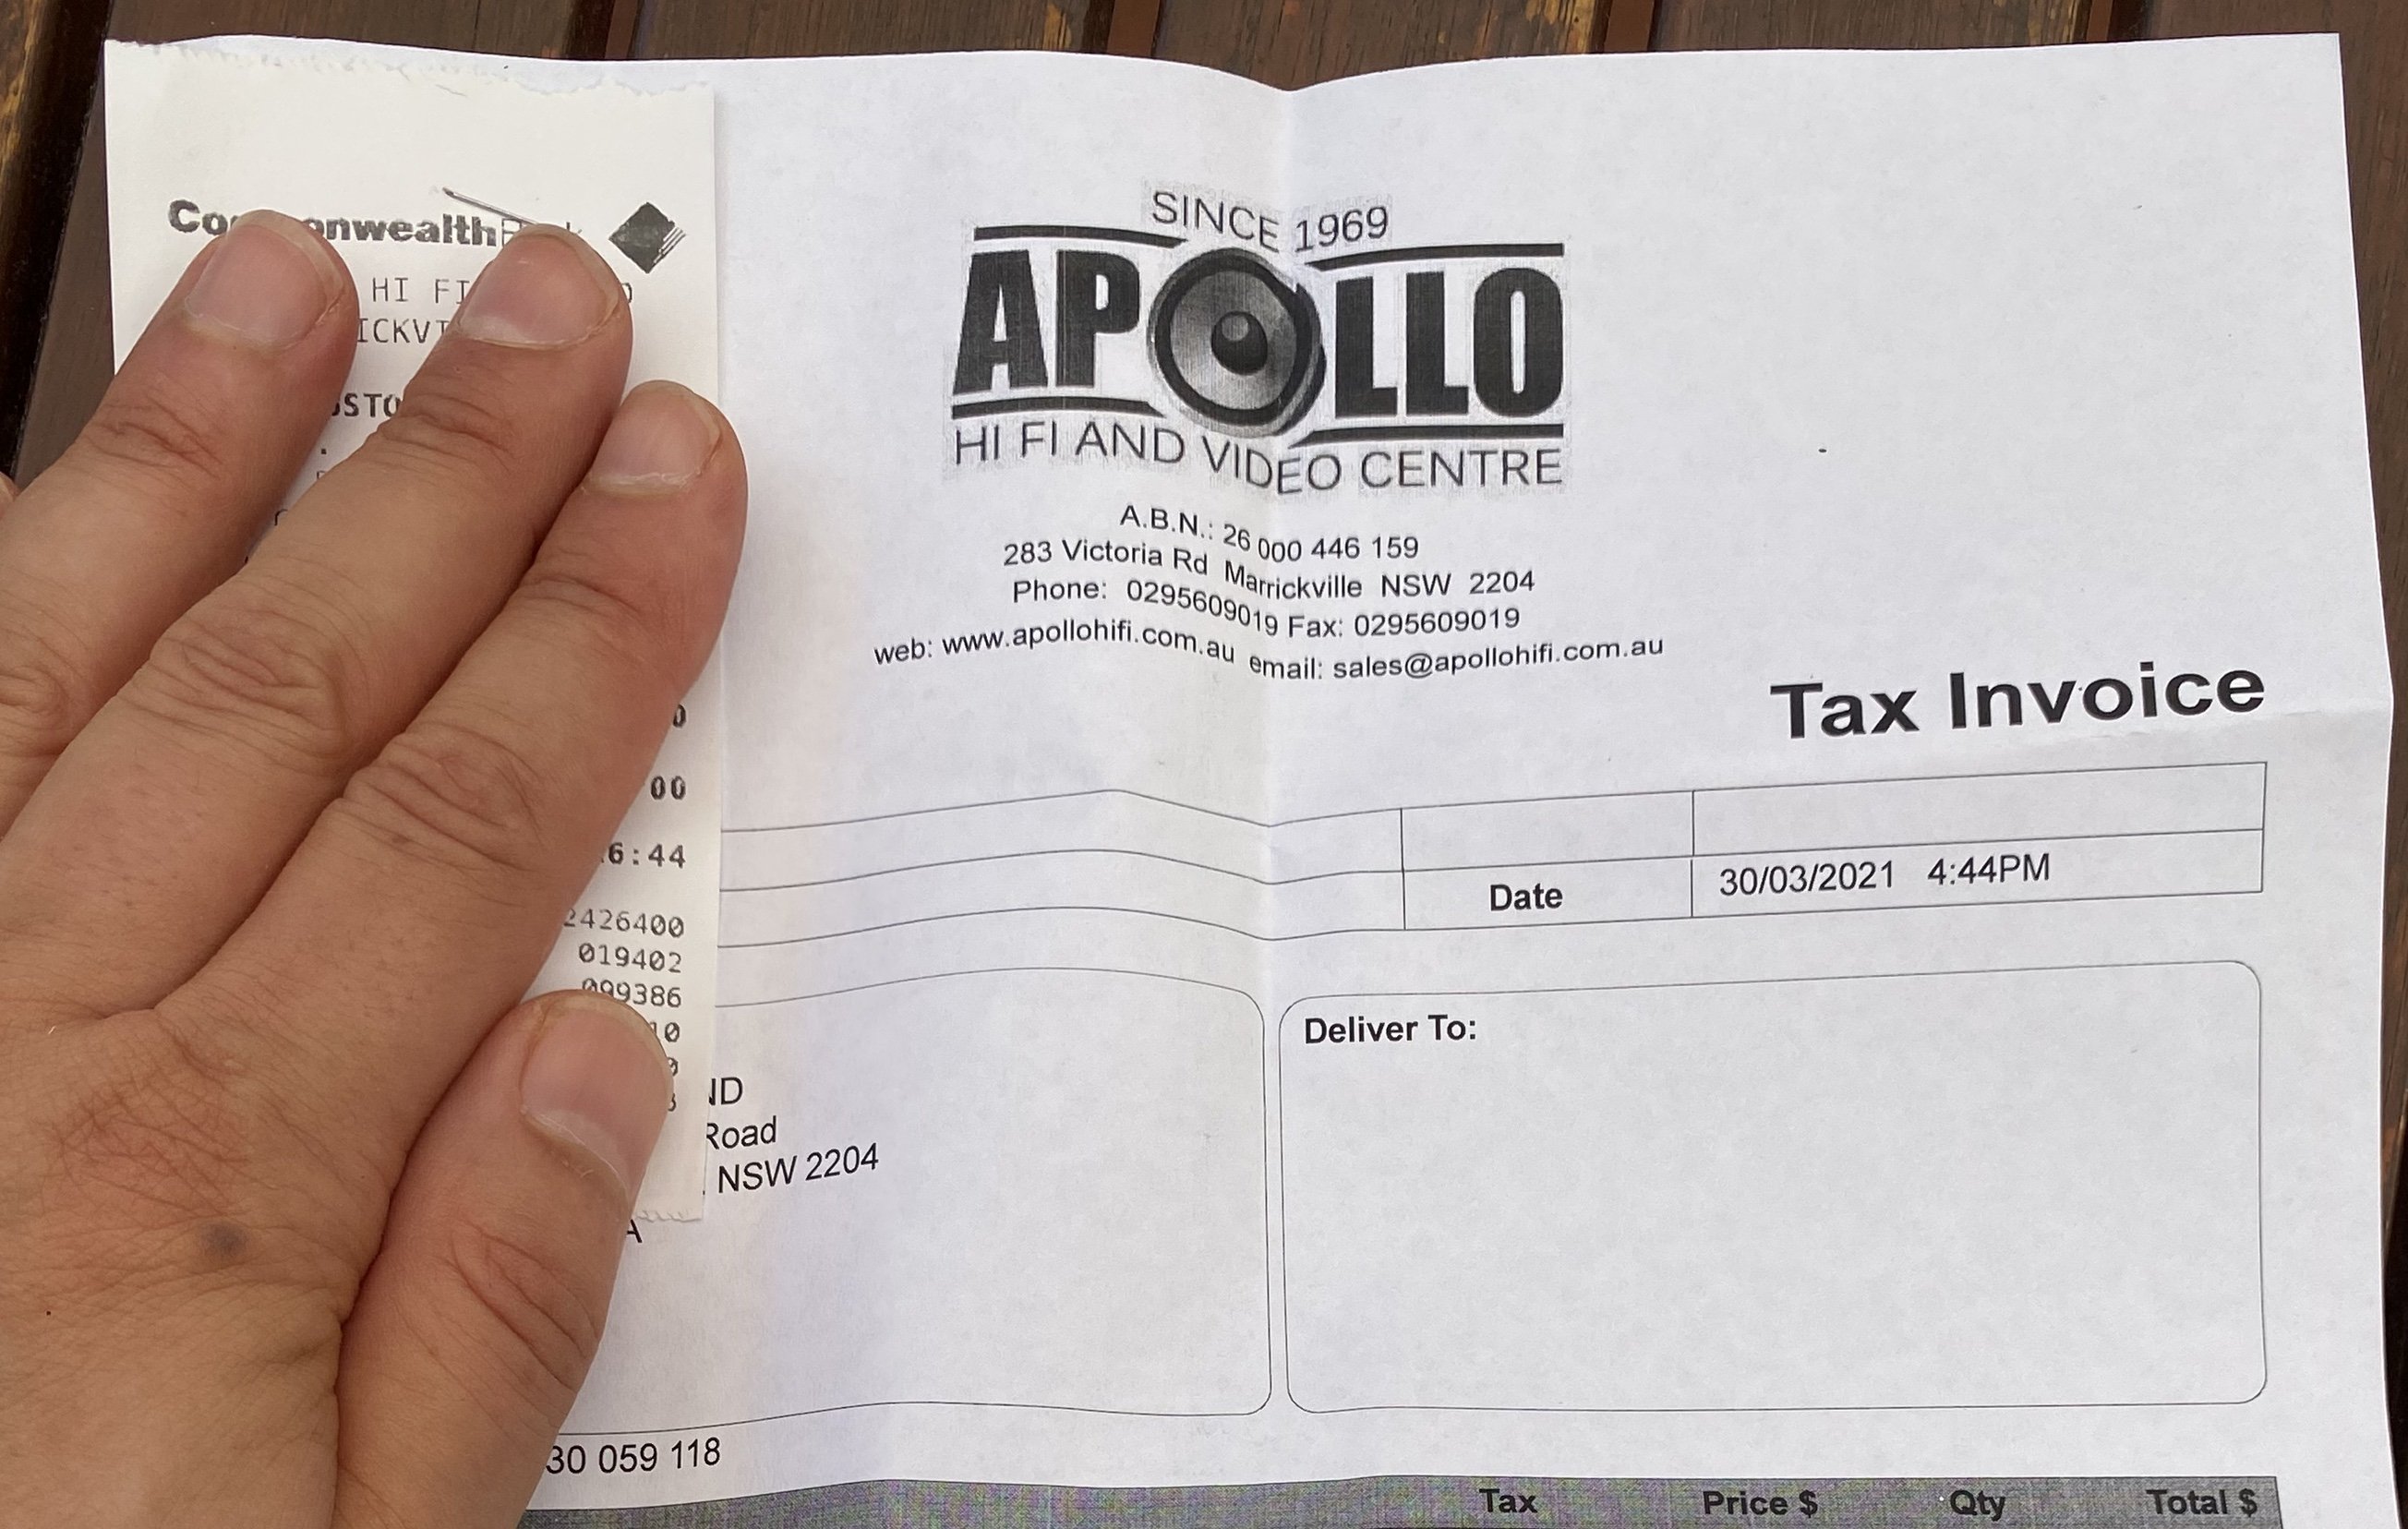 CommonwealthBank
HI FI
SINCE 1969
APOLLO
HI FI AND VIDEO CENTRE
A.B.N.: 26 000 446 159
283 Victoria Rd Marrickville NSW 2204
Phone: 0295609019 Fax: 0295609019
web: www.apollohifi.com.au email: sales@apollohifi.com.au
Tax Invoice
00
6:44
Date 30/03/2021 4:44PM
2426400
019402
099386
10
Deliver To:
ND
Road
NSW 2204
A
30 059 118
Tax Price $ Qty Total $